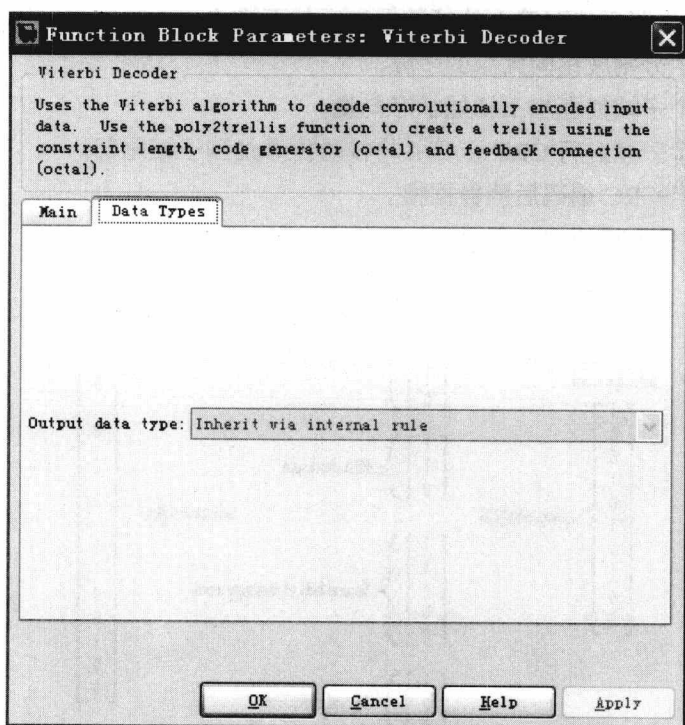 Function Block Parameters: Viterbi Decoder
Viterbi Decoder
Uses the Viterbi algorithm to decode convolutionally encoded input
data. Use the poly2trellis function to create a trellis using the
constraint length, code generator (octal) and feedback connection
(octal).
Main Data Types
Output data type: Inherit via internal rule
OK Cancel Help Apply